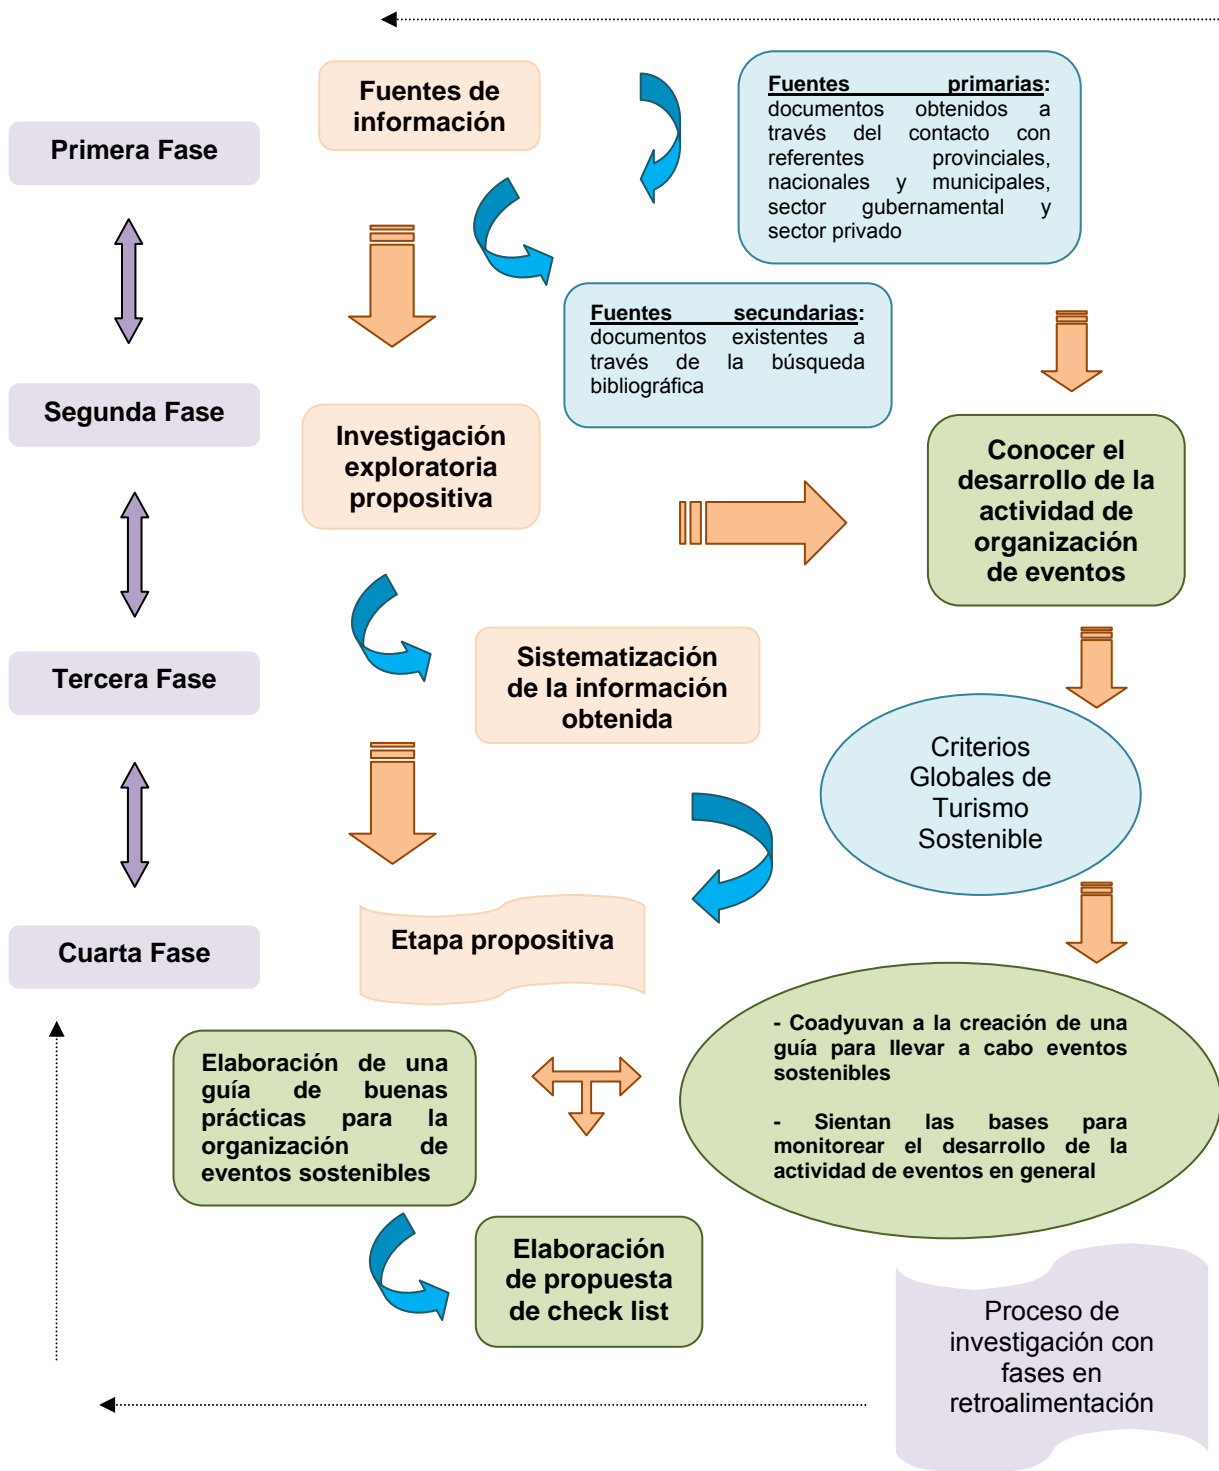 Fuentes de
información
Fuentes primarias:
documentos obtenidos a
través del contacto con
referentes provinciales,
nacionales y municipales,
sector gubernamental y
sector privado
Primera Fase
Fuentes secundarias:
documentos existentes a
través de la búsqueda
bibliográfica
Segunda Fase
Investigación
exploratoria
propositiva
Conocer el
desarrollo de la
actividad de
organización
de eventos
Tercera Fase
Sistematización
de la información
obtenida
Criterios
Globales de
Turismo
Sostenible
Cuarta Fase
Etapa propositiva
- Coadyuvan a la creación de una
guía para llevar a cabo eventos
sostenibles
- Sientan las bases para
monitorear el desarrollo de la
actividad de eventos en general
Elaboración de una
guía de buenas
prácticas para la
organización de
eventos sostenibles
Elaboración
de propuesta
de check list
Proceso de
investigación con
fases en
retroalimentación